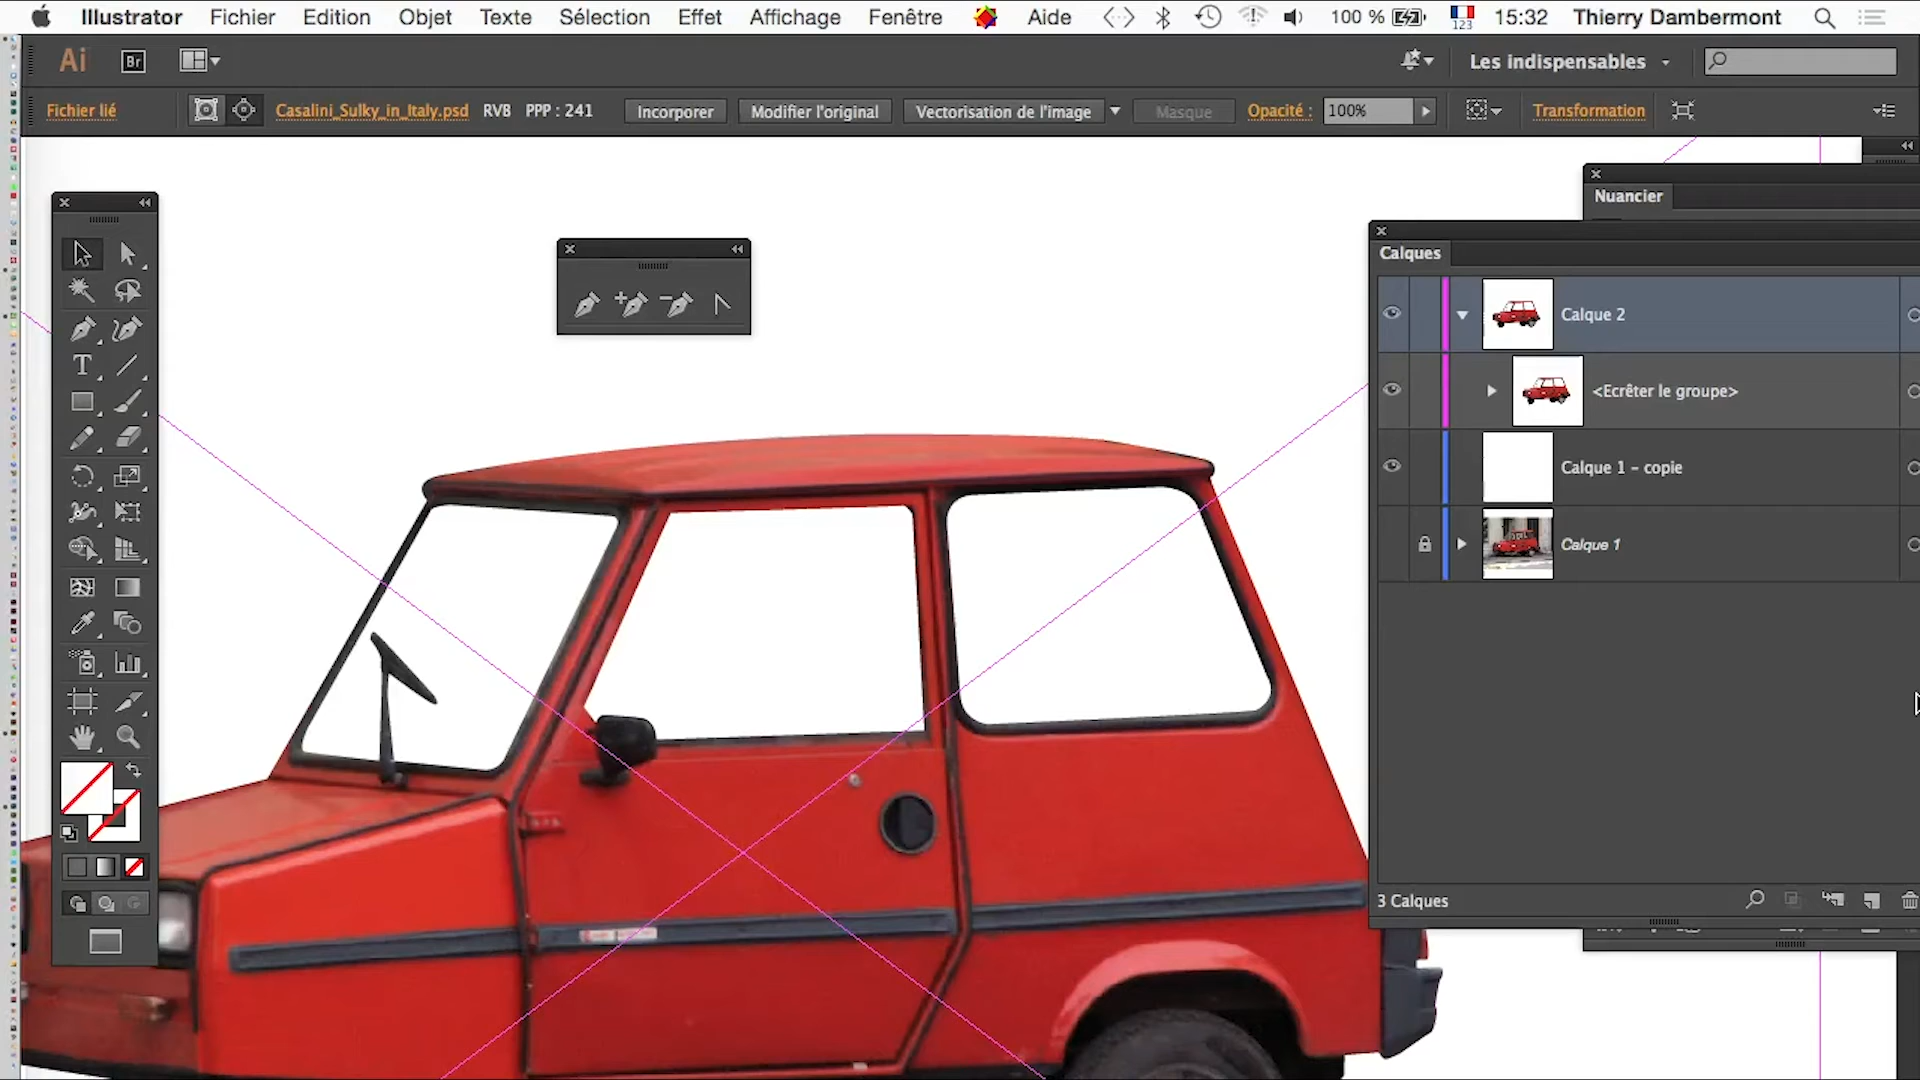 Illustrator Fichier Edition Objet Texte Sélection Effet Affichage Fenêtre Aide 100 % 123 15:32 Thierry Dambermont
Ai Br Les indispensables
Fichier lié Casalini_Sulky_in_Italy.psd RVB PPP : 241 Incorporer Modifier l'original Vectorisation de l'image Masque Opacité : 100% Transformation
Nuancier
Calques
Calque 2
<Ecrêter le groupe>
Calque 1 - copie
Calque 1
3 Calques